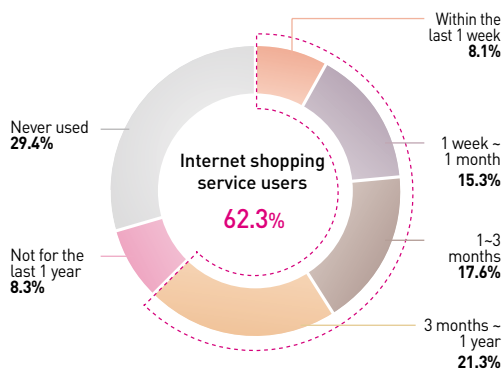 Within the
last 1 week
8.1%
1 week ~
1 month
15.3%
1~3
months
17.6%
3 months ~
1 year
21.3%
Not for the
last 1 year
8.3%
Never used
29.4%
Internet shopping
service users
62.3%